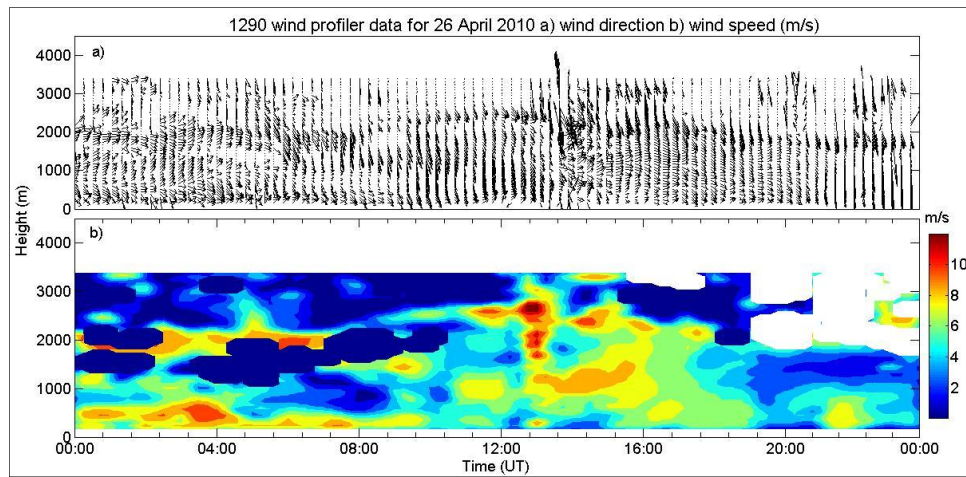 1290 wind profiler data for 26 April 2010 a) wind direction b) wind speed (m/s)
a)
4000
3000
2000
1000
0
Height (m)
b)
4000
3000
2000
1000
0
00:00 04:00 08:00 12:00 16:00 20:00 00:00
Time (UT)
m/s
10
8
6
4
2